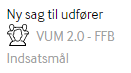 Ny sag til udfører
VUM 2.0 - FFB
Indsatsmål